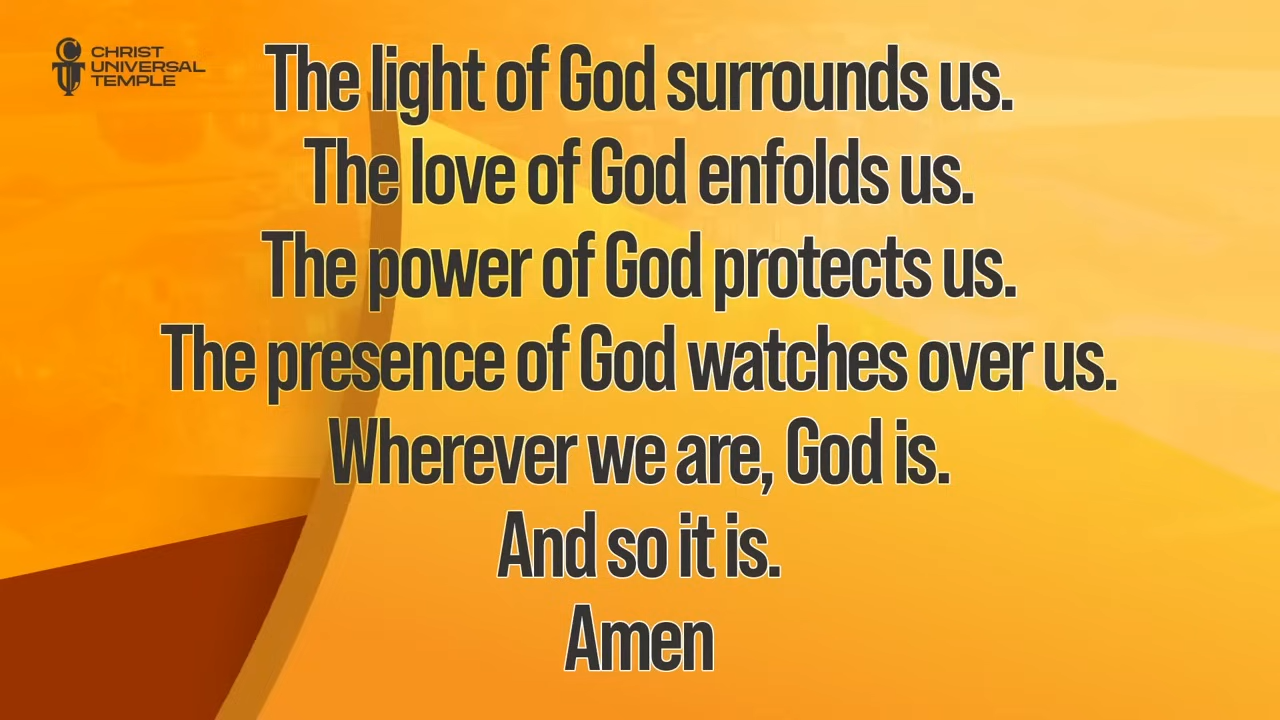 CHRIST
UNIVERSAL
TEMPLE
The light of God surrounds us.
The love of God enfolds us.
The power of God protects us.
The presence of God watches over us.
Wherever we are, God is.
And so it is.
Amen